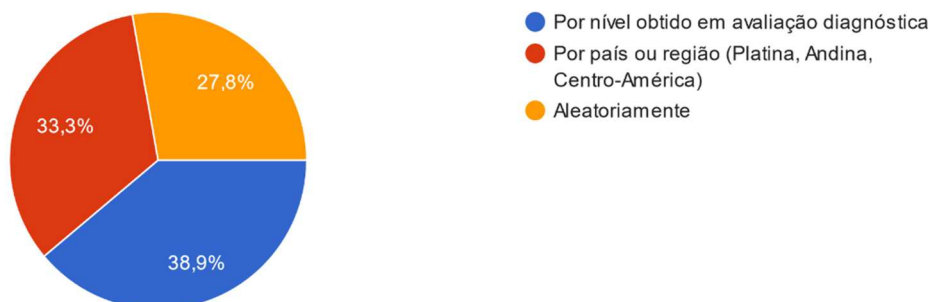 27,8%
33,3%
38,9%
Por nível obtido em avaliação diagnóstica
Por país ou região (Platina, Andina,
Centro-América)
Aleatoriamente